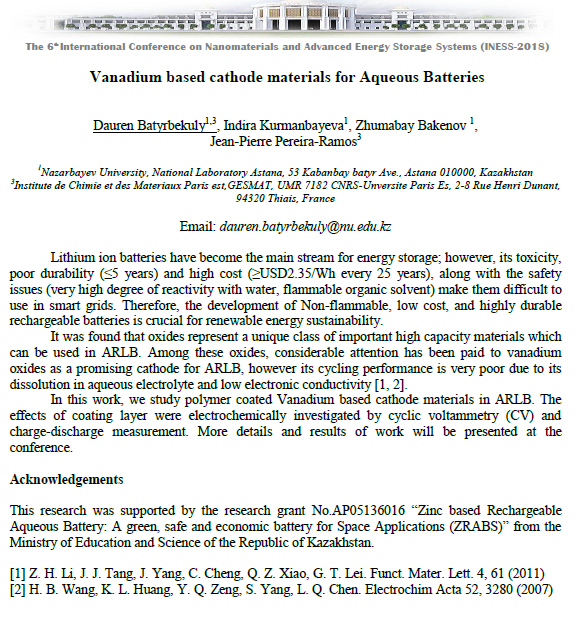 The 6th International Conference on Nanomaterials and Advanced Energy Storage Systems (INESS-2018)
Vanadium based cathode materials for Aqueous Batteries
Dauren Batyrbekuly1,3, Indira Kurmanbayeva1, Zhumabay Bakenov 1,
Jean-Pierre Pereira-Ramos3
1Nazarbayev University, National Laboratory Astana, 53 Kabanbay batyr Ave., Astana 010000, Kazakhstan
3Institute de Chimie et des Materiaux Paris est,GESMAT, UMR 7182 CNRS-Unversite Paris Es, 2-8 Rue Henri Dunant,
94320 Thiais, France
Email: dauren.batyrbekuly@nu.edu.kz
Lithium ion batteries have become the main stream for energy storage; however, its toxicity,
poor durability (≤5 years) and high cost (≥USD2.35/Wh every 25 years), along with the safety
issues (very high degree of reactivity with water, flammable organic solvent) make them difficult to
use in smart grids. Therefore, the development of Non-flammable, low cost, and highly durable
rechargeable batteries is crucial for renewable energy sustainability.
It was found that oxides represent a unique class of important high capacity materials which
can be used in ARLB. Among these oxides, considerable attention has been paid to vanadium
oxides as a promising cathode for ARLB, however its cycling performance is very poor due to its
dissolution in aqueous electrolyte and low electronic conductivity [1, 2].
In this work, we study polymer coated Vanadium based cathode materials in ARLB. The
effects of coating layer were electrochemically investigated by cyclic voltammetry (CV) and
charge-discharge measurement. More details and results of work will be presented at the
conference.
Acknowledgements
This research was supported by the research grant No.AP05136016 “Zinc based Rechargeable
Aqueous Battery: A green, safe and economic battery for Space Applications (ZRABS)” from the
Ministry of Education and Science of the Republic of Kazakhstan.
[1] Z. H. Li, J. J. Tang, J. Yang, C. Cheng, Q. Z. Xiao, G. T. Lei. Funct. Mater. Lett. 4, 61 (2011)
[2] H. B. Wang, K. L. Huang, Y. Q. Zeng, S. Yang, L. Q. Chen. Electrochim Acta 52, 3280 (2007)